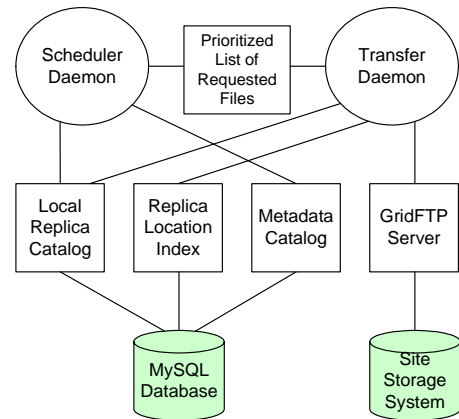 Scheduler
Daemon
Prioritized
List of
Requested
Files
Transfer
Daemon
Local
Replica
Catalog
Replica
Location
Index
Metadata
Catalog
GridFTP
Server
MySQL
Database
Site
Storage
System